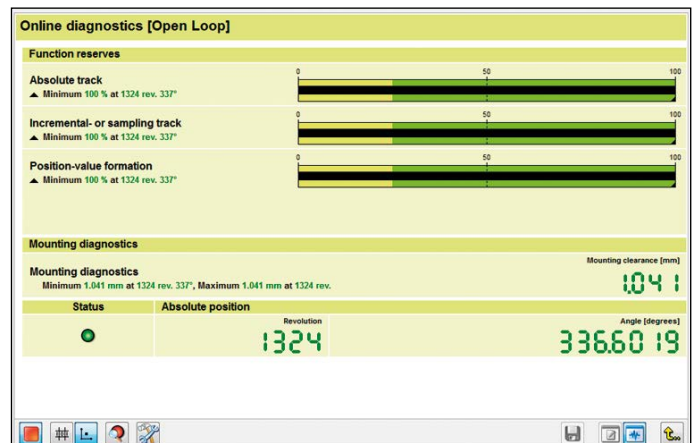 Online diagnostics [Open Loop]
Function reserves
Absolute track
Minimum 100 % at 1324 rev. 337°
0 50 100
Incremental- or sampling track
Minimum 100 % at 1324 rev. 337°
0 50 100
Position-value formation
Minimum 100 % at 1324 rev. 337°
0 50 100
Mounting diagnostics
Mounting diagnostics
Minimum 1.041 mm at 1324 rev. 337°, Maximum 1.041 mm at 1324 rev.
Mounting clearance [mm]
1.041
Status Absolute position
Revolution
1324
Angle [degrees]
336.6019